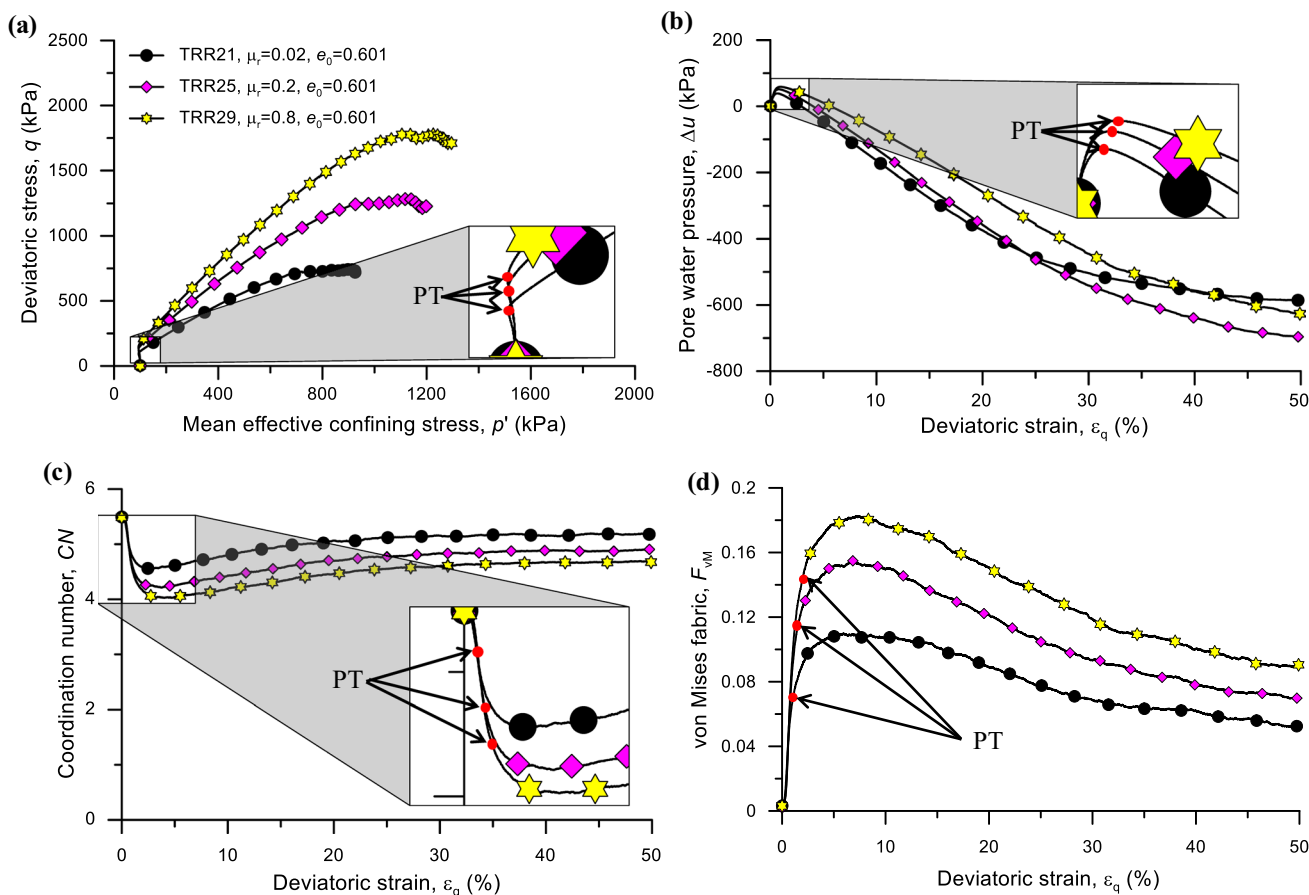 (a)
2500
2000
1500
1000
500
0
Deviatoric stress, q (kPa)
TRR21, μr=0.02, e0=0.601
TRR25, μr=0.2, e0=0.601
TRR29, μr=0.8, e0=0.601
PT
0
400
800
1200
1600
2000
Mean effective confining stress, p' (kPa)
(b)
200
0
-200
-400
-600
-800
Pore water pressure, Δu (kPa)
PT
0
10
20
30
40
50
Deviatoric strain, εq (%)
(c)
6
4
2
0
Coordination number, CN
PT
0
10
20
30
40
50
Deviatoric strain, εq (%)
(d)
0.2
0.16
0.12
0.08
0.04
0
von Mises fabric, FvM
PT
0
10
20
30
40
50
Deviatoric strain, εq (%)